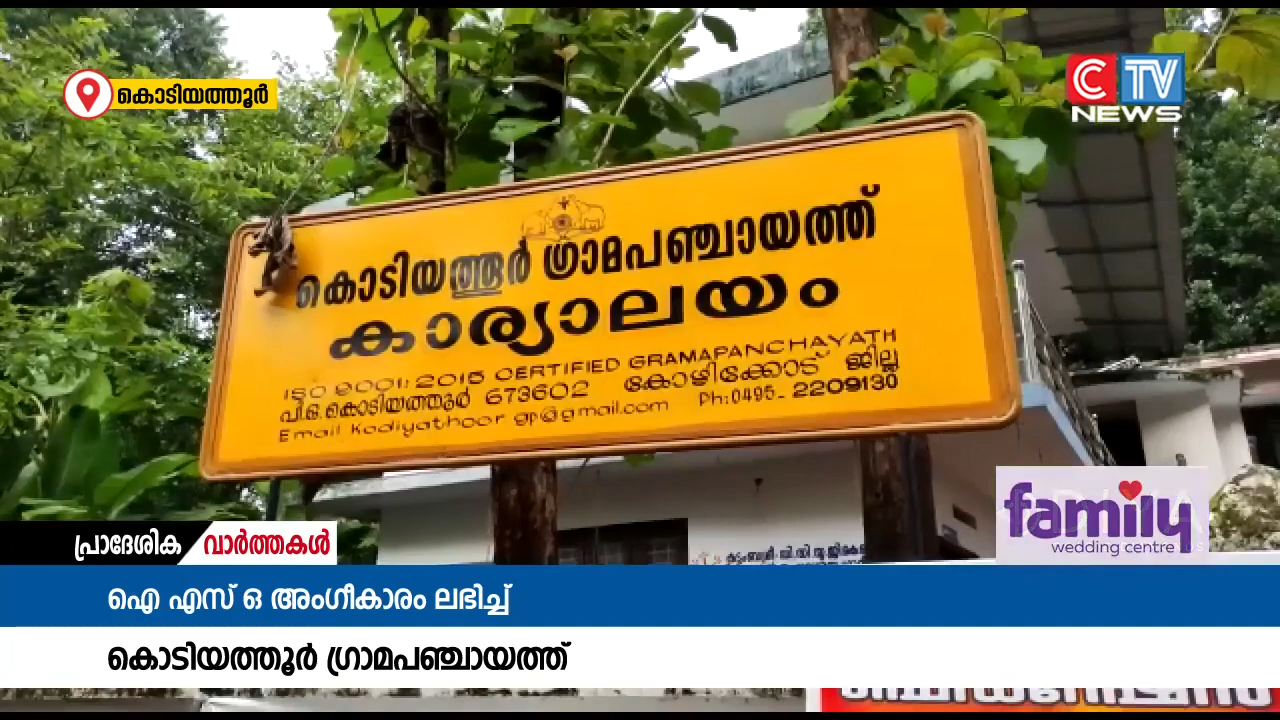 കൊടിയത്തൂർ
CTV
NEWS
കൊടിയത്തൂർ ഗ്രാമപഞ്ചായത്ത്
കാര്യാലയം
ISO 9001:2015 CERTIFIED GRAMAPANCHAYATH
പി.ഒ.കൊടിയത്തൂർ 673602 കോഴിക്കോട് ജില്ല
Email Kodiyathoor gp@gmail.com Ph:0495-2209130
family
wedding centre
പ്രാദേശിക വാർത്തകൾ
ഐ എസ് ഒ അംഗീകാരം ലഭിച്ച്
കൊടിയത്തൂർ ഗ്രാമപഞ്ചായത്ത്